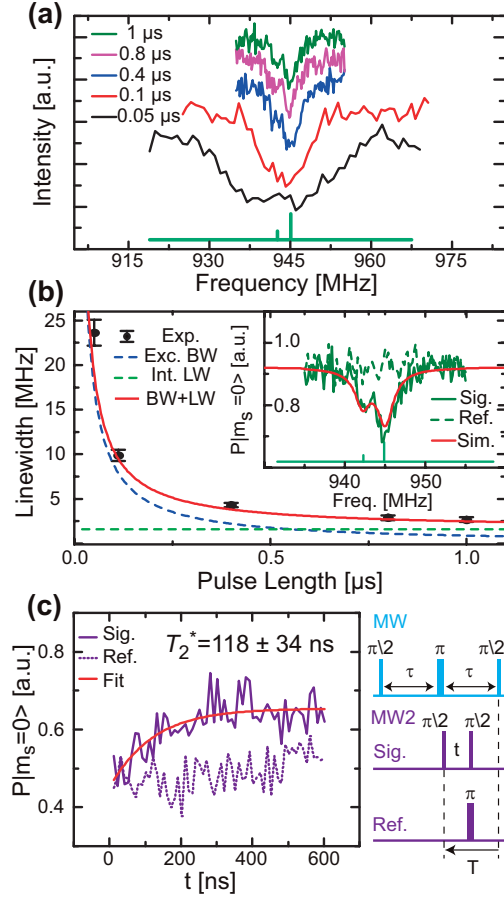 (a)
1 µs
0.8 µs
0.4 µs
0.1 µs
0.05 µs
Intensity [a.u.]
915 930 945 960 975
Frequency [MHz]
(b)
25
20
15
10
5
0
Linewidth [MHz]
Exp.
Exc. BW
Int. LW
BW+LW
0.0 0.5 1.0
Pulse Length [µs]
1.0
0.9
0.8
0.7
P|m_s=0> [a.u.]
Sig.
Ref.
Sim.
940 950
Freq. [MHz]
(c)
Sig.
Ref.
Fit
T_2^*=118 ± 34 ns
0.8
0.6
0.4
P|m_s=0> [a.u.]
0 200 400 600
t [ns]
MW
π\2 π π\2
τ τ
MW2
π\2 π\2
Sig.
t
π
Ref.
T